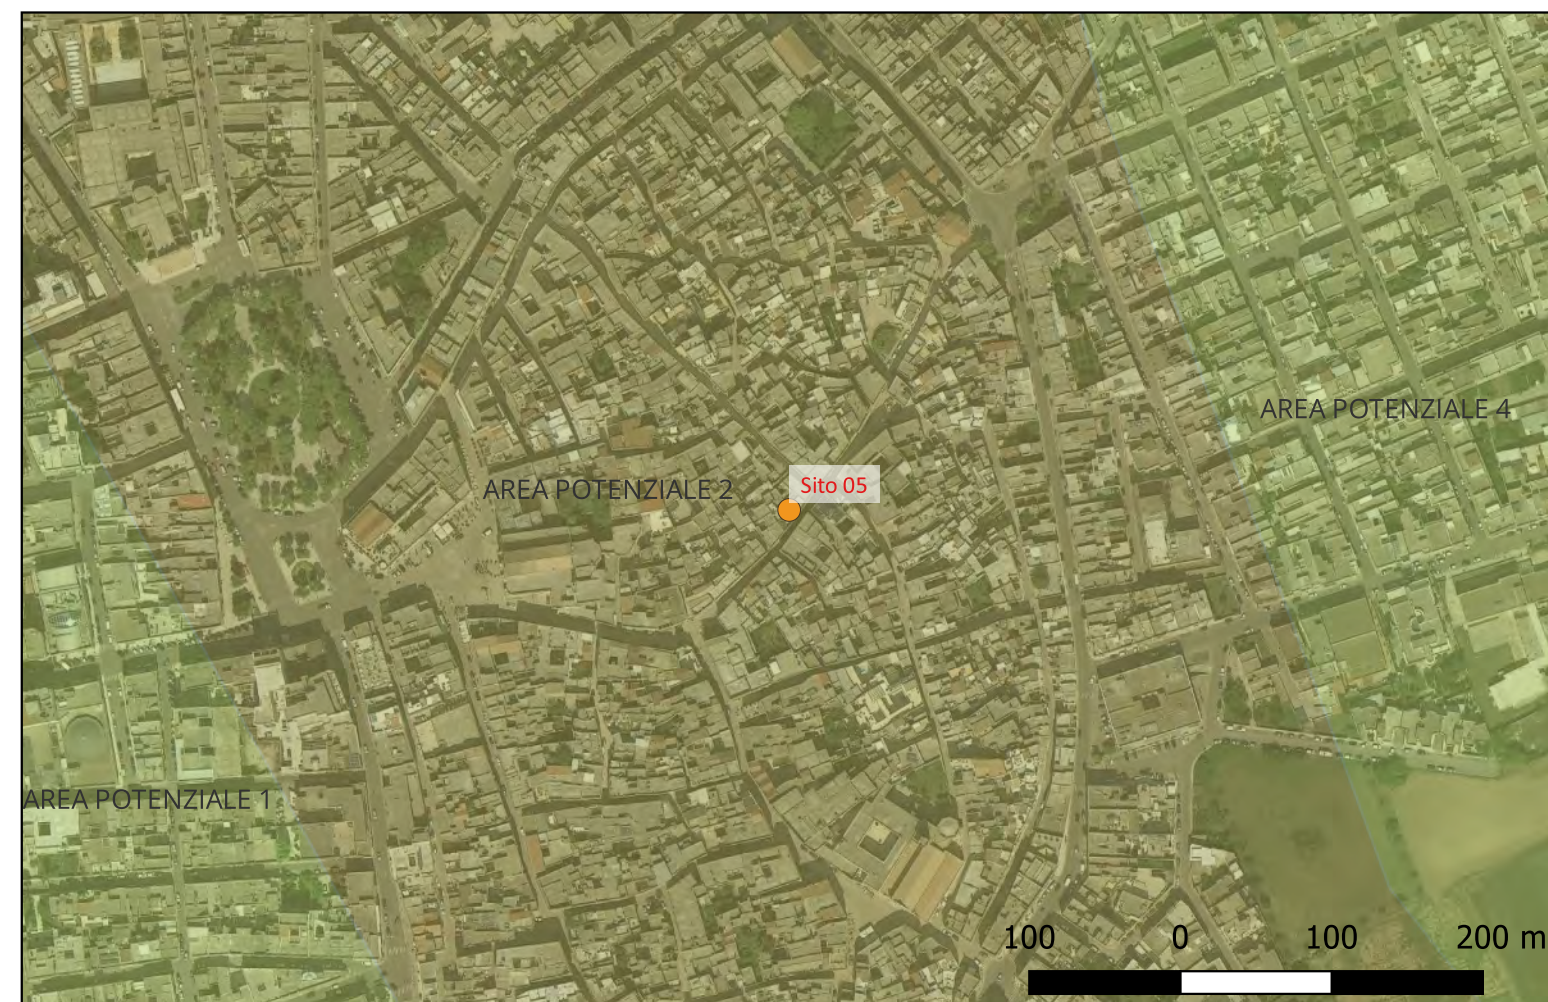 AREA POTENZIALE 4
Sito 05
AREA POTENZIALE 2
AREA POTENZIALE 1
100 0 100 200 m